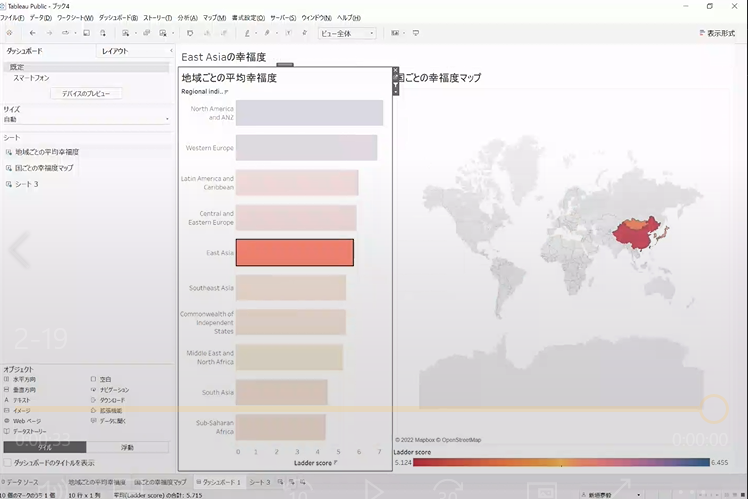 Tableau Public - ブック4
ファイル(F) データ(D) ワークシート(W) ダッシュボード(B) ストーリー(T) 分析(A) マップ(M) 書式設定(O) サーバー(S) ウィンドウ(N) ヘルプ(H)
ビュー全体
表示形式
ダッシュボード レイアウト
既定
スマートフォン
デバイスのプレビュー
サイズ
自動
シート
地域ごとの平均幸福度
国ごとの幸福度マップ
シート 3
2-19
オブジェクト
水平方向 空白
垂直方向 ナビゲーション
テキスト ダウンロード
イメージ 拡張機能
Web ページ データに聞く
データストーリー
タイル 浮動
ダッシュボードのタイトルを表示
East Asiaの幸福度
地域ごとの平均幸福度
Regional indi..
North America and ANZ
Western Europe
Latin America and Caribbean
Central and Eastern Europe
East Asia
Southeast Asia
Commonwealth of Independent States
Middle East and North Africa
South Asia
Sub-Saharan Africa
0 1 2 3 4 5 6 7
Ladder score
国ごとの幸福度マップ
© 2022 Mapbox © OpenStreetMap
Ladder score
5.124 6.455
0:00:00
データ ソース 地域ごとの平均幸福度 国ごとの幸福度マップ ダッシュボード 1 シート 3
10 個のマークのうち 1 個 10 行 x 1 列 平均(Ladder score) の合計: 5.715